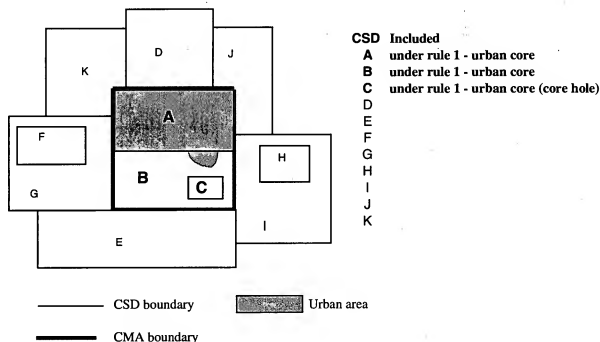 D
J
K
A
F
H
B
C
G
I
E
CSD Included
A under rule 1 - urban core
B under rule 1 - urban core
C under rule 1 - urban core (core hole)
D
E
F
G
H
I
J
K
CSD boundary
Urban area
CMA boundary